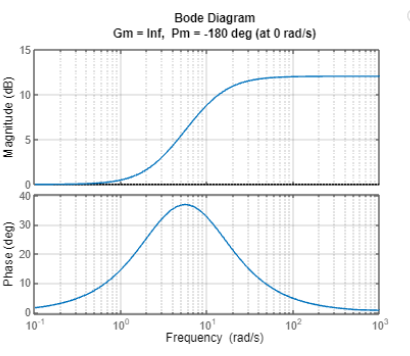 Bode Diagram
Gm = Inf, Pm = -180 deg (at 0 rad/s)
Magnitude (dB)
15
10
5
0
Phase (deg)
40
30
20
10
0
10-1 100 101 102 103
Frequency (rad/s)